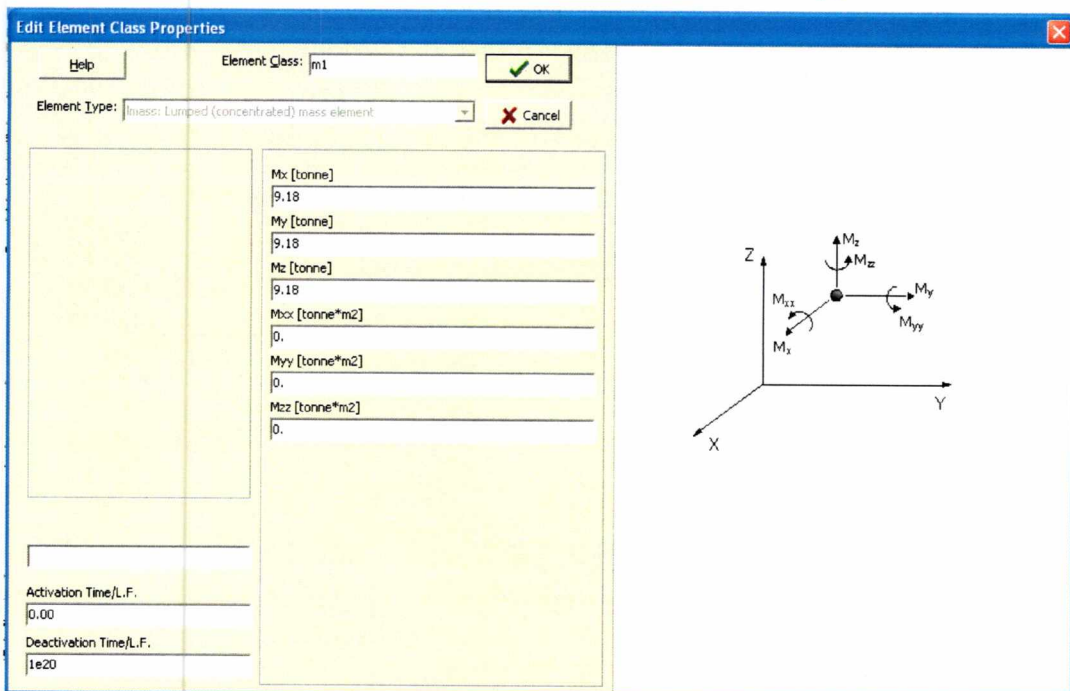 Edit Element Class Properties
Help
Element Class: m1
OK
Element Type: lmass: Lumped (concentrated) mass element
Cancel
Mx [tonne]
9.18
My [tonne]
9.18
Mz [tonne]
9.18
Mxx [tonne*m2]
0.
Myy [tonne*m2]
0.
Mzz [tonne*m2]
0.
Activation Time/L.F.
0.00
Deactivation Time/L.F.
1e20
Z
Mz
Mzz
My
Myy
Mxx
Mx
Y
X